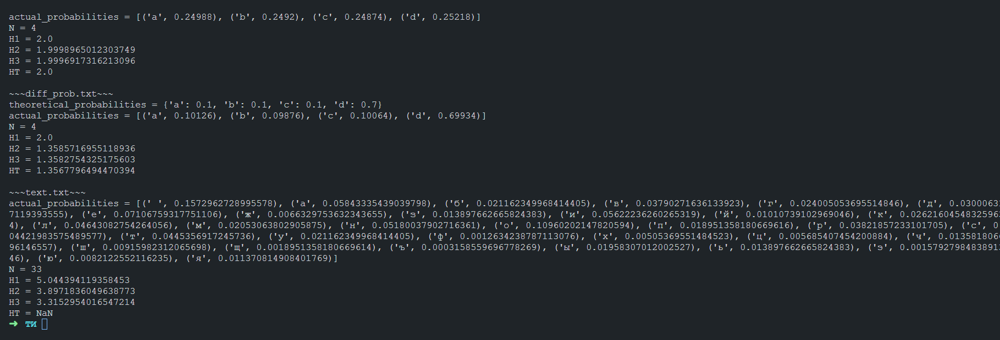 actual_probabilities = [('a', 0.24988), ('b', 0.2492), ('c', 0.24874), ('d', 0.25218)]
N = 4
H1 = 2.0
H2 = 1.9998965012303749
H3 = 1.9996917316213096
HT = 2.0
~~~diff_prob.txt~~~
theoretical_probabilities = {'a': 0.1, 'b': 0.1, 'c': 0.1, 'd': 0.7}
actual_probabilities = [('a', 0.10126), ('b', 0.09876), ('c', 0.10064), ('d', 0.69934)]
N = 4
H1 = 2.0
H2 = 1.3585716955118936
H3 = 1.3582754325175603
HT = 1.3567796494470394
~~~text.txt~~~
actual_probabilities = [(' ', 0.1572962728995578), ('а', 0.05843335439039798), ('б', 0.021162349968414405), ('в', 0.03790271636133923), ('г', 0.024005053695514846), ('д', 0.0300063
7119393555), ('е', 0.07106759317751106), ('ж', 0.0066329753632343655), ('з', 0.013897662665824383), ('и', 0.05622236260265319), ('й', 0.01010739102969046), ('к', 0.0262160454832596
4), ('л', 0.04643082754264056), ('м', 0.02053063802905875), ('н', 0.05180037902716361), ('о', 0.10960202147820594), ('п', 0.018951358180669616), ('р', 0.03821857233101705), ('с', 0.
04421983575489577), ('т', 0.0445356917245736), ('у', 0.021162349968414405), ('ф', 0.0012634238787113076), ('х', 0.00505369551484523), ('ц', 0.005685407454200884), ('ч', 0.013581806
96146557), ('ш', 0.00915982312065698), ('щ', 0.0018951358180669614), ('ъ', 0.0003158559696778269), ('ы', 0.01958307012002527), ('ь', 0.013897662665824383), ('э', 0.001579279848389​1
46), ('ю', 0.0082122552116235), ('я', 0.011370814908401769)]
N = 33
H1 = 5.044394119358453
H2 = 3.8971836049638773
H3 = 3.3152954016547214
HT = NaN
➜ ТИ